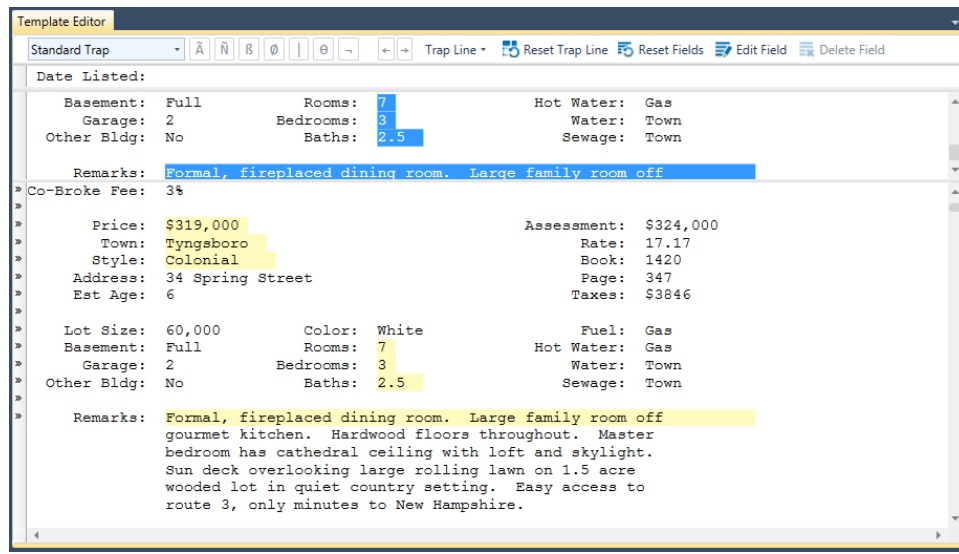 Template Editor
Standard Trap Ã Ñ ß Ø | θ ¬ ← → Trap Line Reset Trap Line Reset Fields Edit Field Delete Field
Date Listed:
Basement: Full Rooms: 7 Hot Water: Gas
Garage: 2 Bedrooms: 3 Water: Town
Other Bldg: No Baths: 2.5 Sewage: Town
Remarks: Formal, fireplaced dining room. Large family room off
» Co-Broke Fee: 3%
»
» Price: $319,000 Assessment: $324,000
» Town: Tyngsboro Rate: 17.17
» Style: Colonial Book: 1420
» Address: 34 Spring Street Page: 347
» Est Age: 6 Taxes: $3846
»
» Lot Size: 60,000 Color: White Fuel: Gas
» Basement: Full Rooms: 7 Hot Water: Gas
» Garage: 2 Bedrooms: 3 Water: Town
» Other Bldg: No Baths: 2.5 Sewage: Town
»
» Remarks: Formal, fireplaced dining room. Large family room off
gourmet kitchen. Hardwood floors throughout. Master
bedroom has cathedral ceiling with loft and skylight.
Sun deck overlooking large rolling lawn on 1.5 acre
wooded lot in quiet country setting. Easy access to
route 3, only minutes to New Hampshire.